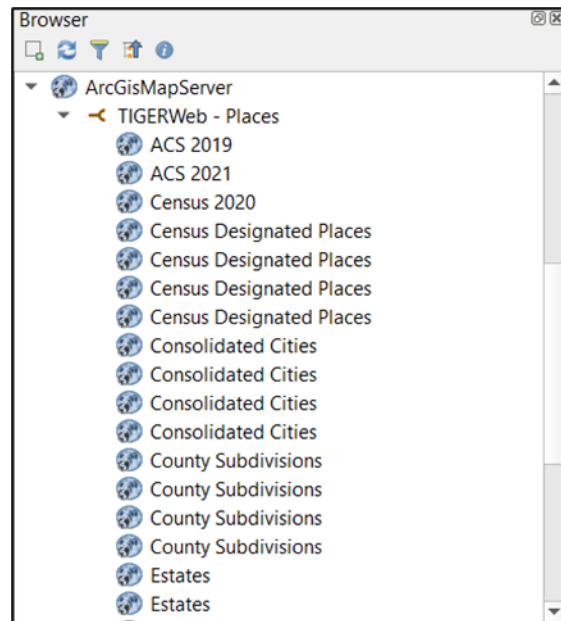 Browser
ArcGisMapServer
TIGERWeb - Places
ACS 2019
ACS 2021
Census 2020
Census Designated Places
Census Designated Places
Census Designated Places
Census Designated Places
Consolidated Cities
Consolidated Cities
Consolidated Cities
Consolidated Cities
County Subdivisions
County Subdivisions
County Subdivisions
County Subdivisions
Estates
Estates